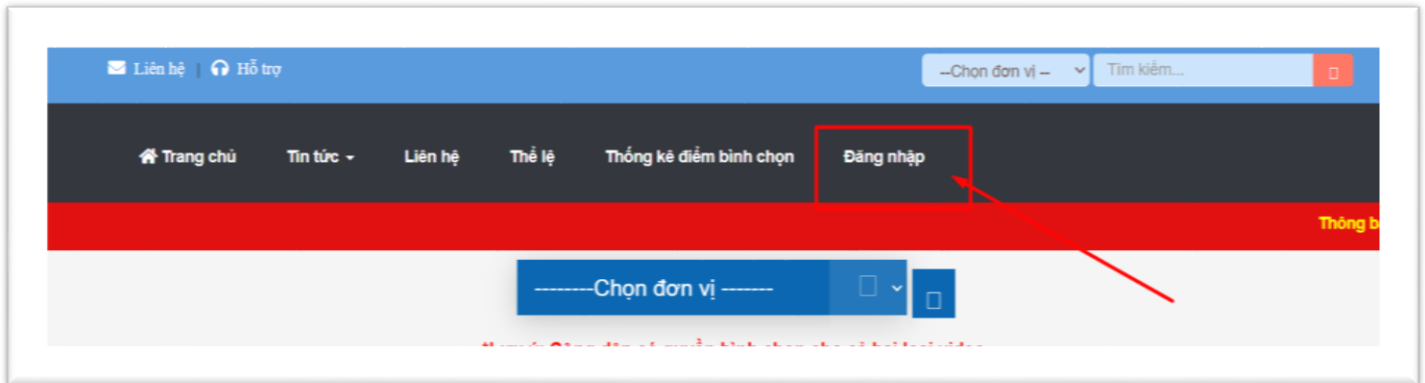 Liên hệ | Hỗ trợ
--Chọn đơn vị -- Tìm kiếm...
Trang chủ Tin tức Liên hệ Thể lệ Thống kê điểm bình chọn Đăng nhập
Thông b
--------Chọn đơn vị -------